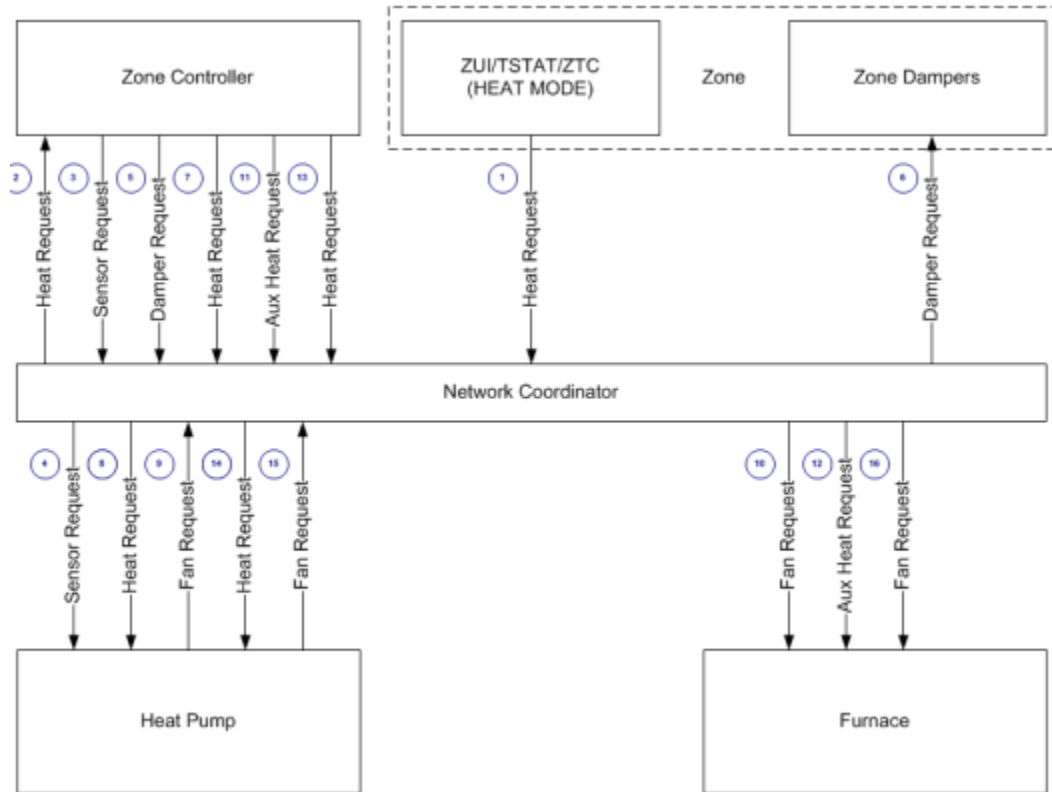 Zone Controller
ZUI/TSTAT/ZTC
(HEAT MODE)
Zone
Zone Dampers
2
3
5
7
11
13
1
6
Heat Request
Sensor Request
Damper Request
Heat Request
Aux Heat Request
Heat Request
Heat Request
Damper Request
Network Coordinator
4
8
9
14
15
10
12
16
Sensor Request
Heat Request
Fan Request
Heat Request
Fan Request
Fan Request
Aux Heat Request
Fan Request
Heat Pump
Furnace